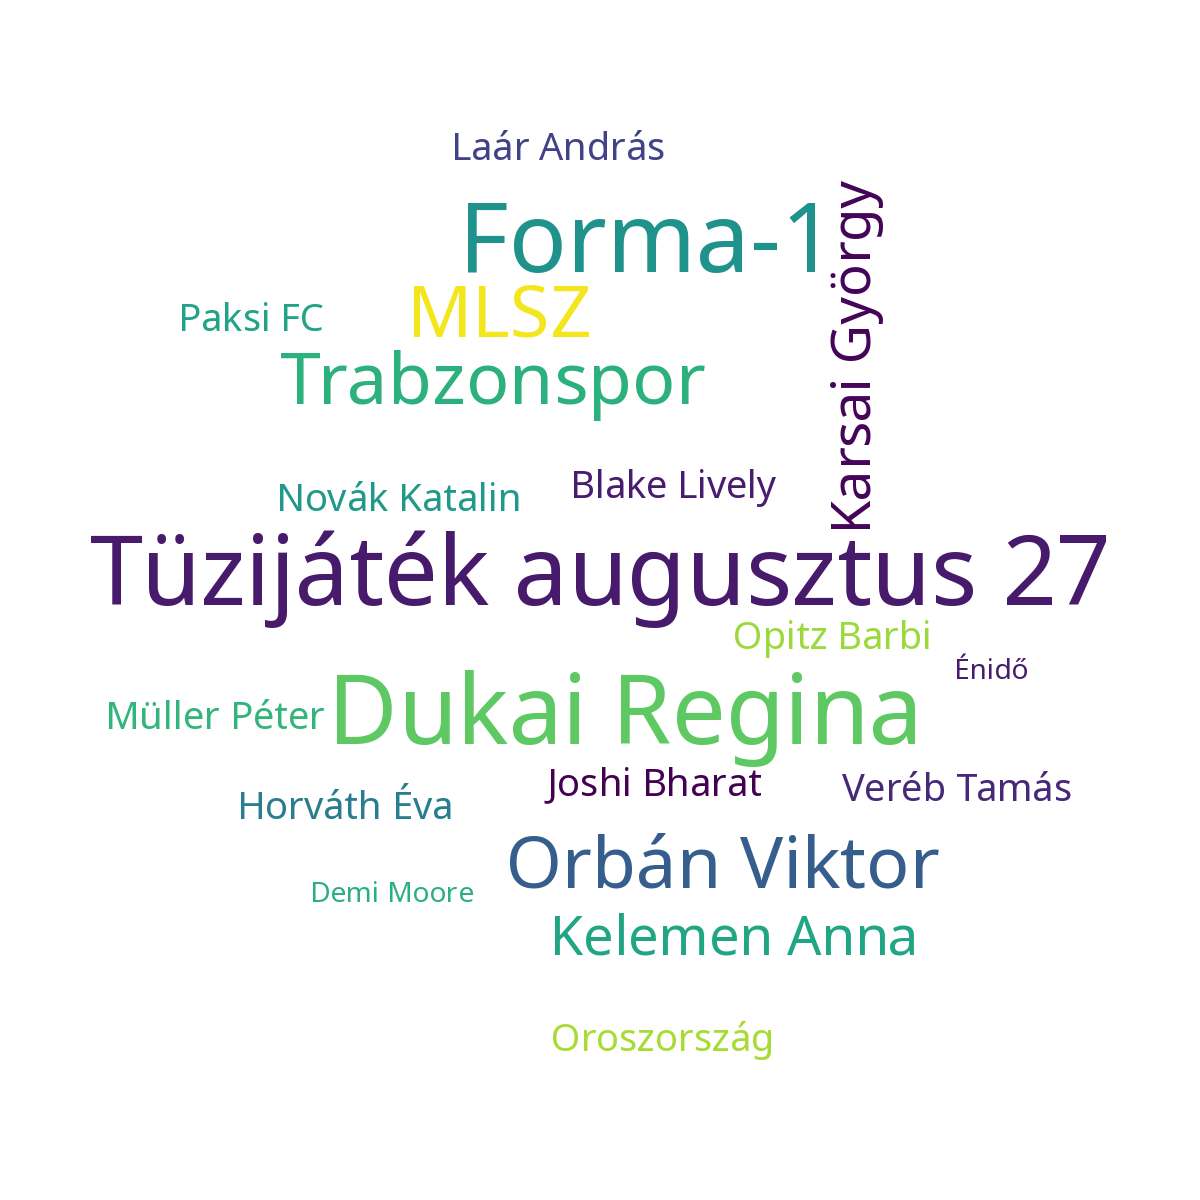 Laár András
Forma-1
Karsai György
Paksi FC
MLSZ
Trabzonspor
Novák Katalin
Blake Lively
Tüzijáték augusztus 27
Opitz Barbi
Énidő
Müller Péter
Dukai Regina
Joshi Bharat
Veréb Tamás
Horváth Éva
Orbán Viktor
Demi Moore
Kelemen Anna
Oroszország